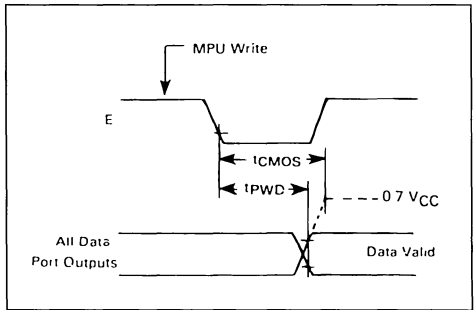 MPU Write
E
tCMOS
tPWD
0 7 VCC
All Data
Port Outputs
Data Valid